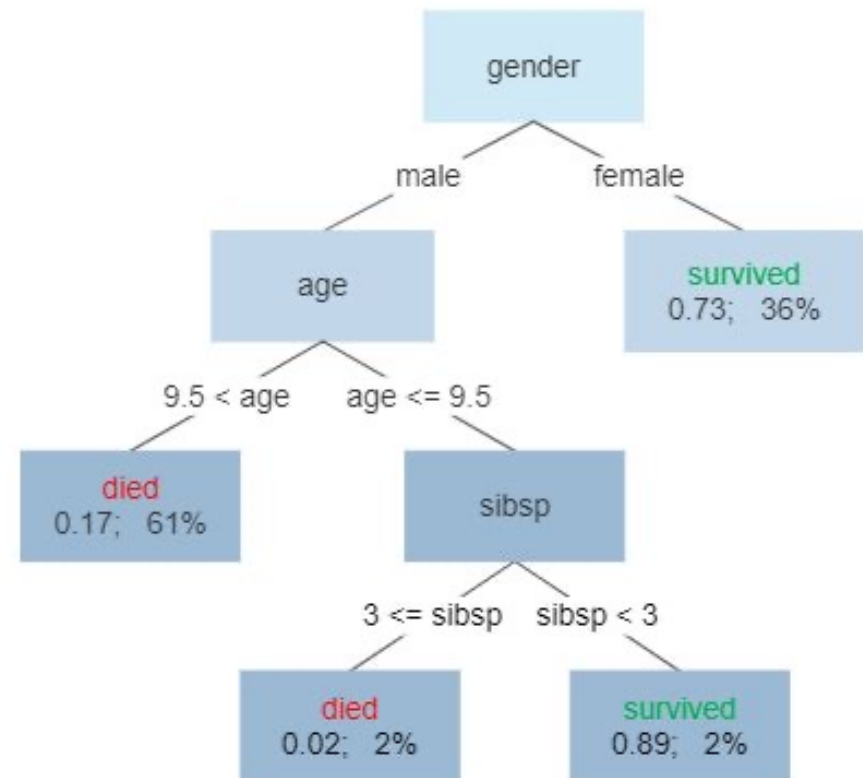 gender
male
female
age
survived
0.73; 36%
9.5 < age
age <= 9.5
died
0.17; 61%
sibsp
3 <= sibsp
sibsp < 3
died
0.02; 2%
survived
0.89; 2%